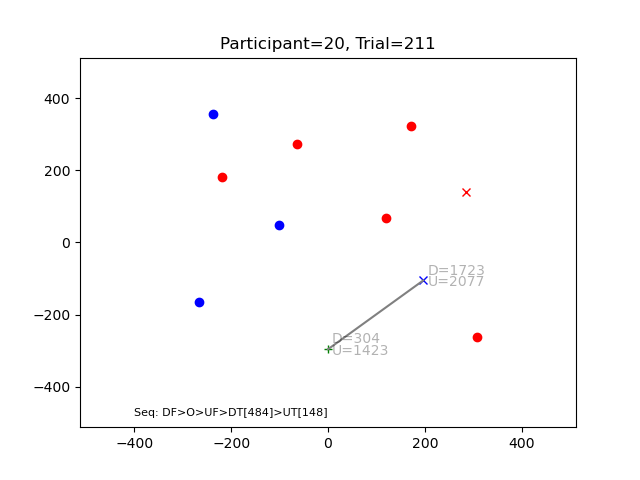 Participant=20, Trial=211
400
200
0
−200
−400
D=1723
U=2077
D=304
U=1423
Seq: DF>O>UF>DT[484]>UT[148]
−400 −200 0 200 400